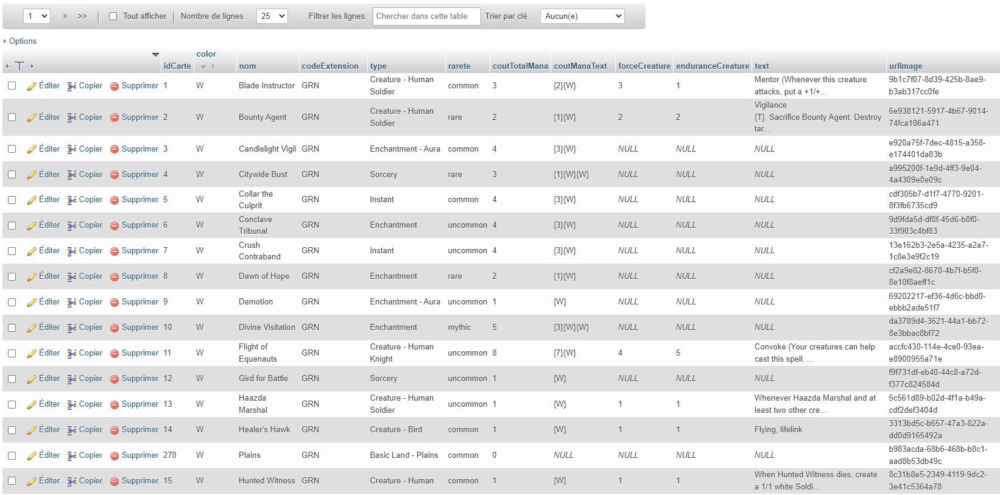 1 > >> Tout afficher Nombre de lignes : 25 Filtrer les lignes: Chercher dans cette table Trier par clé : Aucun(e)
+ Options
←T→ idCarte color 1 nom codeExtension type rarete coutTotalMana coutManaText forceCreature enduranceCreature text urlImage
Éditer Copier Supprimer 1 W Blade Instructor GRN Creature - Human Soldier common 3 {2}{W} 3 1 Mentor (Whenever this creature attacks, put a +1/+... 9b1c7f07-8d39-425b-8ae9-b3ab317cc0fe
Éditer Copier Supprimer 2 W Bounty Agent GRN Creature - Human Soldier rare 2 {1}{W} 2 2 Vigilance {T}, Sacrifice Bounty Agent: Destroy tar... 6e938121-5917-4b67-9014-74fca106a471
Éditer Copier Supprimer 3 W Candlelight Vigil GRN Enchantment - Aura common 4 {3}{W} NULL NULL NULL e920a75f-7dec-4815-a358-e174401da83b
Éditer Copier Supprimer 4 W Citywide Bust GRN Sorcery rare 3 {1}{W}{W} NULL NULL NULL a995200f-1e9d-4ff3-9e04-4a4309e0e09c
Éditer Copier Supprimer 5 W Collar the Culprit GRN Instant common 4 {3}{W} NULL NULL NULL cdf305b7-d1f7-4770-9201-8f3fb6735cd9
Éditer Copier Supprimer 6 W Conclave Tribunal GRN Enchantment uncommon 4 {3}{W} NULL NULL NULL 9d9fda5d-df8f-45d6-b8f0-33f903c4bf83
Éditer Copier Supprimer 7 W Crush Contraband GRN Instant uncommon 4 {3}{W} NULL NULL NULL 13e162b3-2e5a-4235-a2a7-1c8e3e9f2c19
Éditer Copier Supprimer 8 W Dawn of Hope GRN Enchantment rare 2 {1}{W} NULL NULL NULL cf2a9e82-8670-4b7f-b5f0-8e10f8aeff1c
Éditer Copier Supprimer 9 W Demotion GRN Enchantment - Aura uncommon 1 {W} NULL NULL NULL 69202217-ef36-4d6c-bbd0-ebbb2ade51f7
Éditer Copier Supprimer 10 W Divine Visitation GRN Enchantment mythic 5 {3}{W}{W} NULL NULL NULL da3789d4-3621-44a1-bb72-8e3bbac8bf72
Éditer Copier Supprimer 11 W Flight of Equenauts GRN Creature - Human Knight uncommon 8 {7}{W} 4 5 Convoke (Your creatures can help cast this spell. ... accfc430-114e-4ce0-93ea-e8900955a71e
Éditer Copier Supprimer 12 W Gird for Battle GRN Sorcery uncommon 1 {W} NULL NULL NULL f9f731df-eb40-44c8-a72d-f377c824584d
Éditer Copier Supprimer 13 W Haazda Marshal GRN Creature - Human Soldier uncommon 1 {W} 1 1 Whenever Haazda Marshal and at least two other cre... 5c561d89-b02d-4f1a-b49a-cdf2def3404d
Éditer Copier Supprimer 14 W Healer's Hawk GRN Creature - Bird common 1 {W} 1 1 Flying, lifelink 3313bd5c-b657-47a3-822a-dd0d9165492a
Éditer Copier Supprimer 270 W Plains GRN Basic Land - Plains common 0 NULL NULL NULL NULL b983acda-68b6-468b-b0c1-aad8b53db49c
Éditer Copier Supprimer 15 W Hunted Witness GRN Creature - Human common 1 {W} 1 1 When Hunted Witness dies, create a 1/1 white Soldi... 8c31b8e5-2349-4119-9dc2-3e41c5364a78